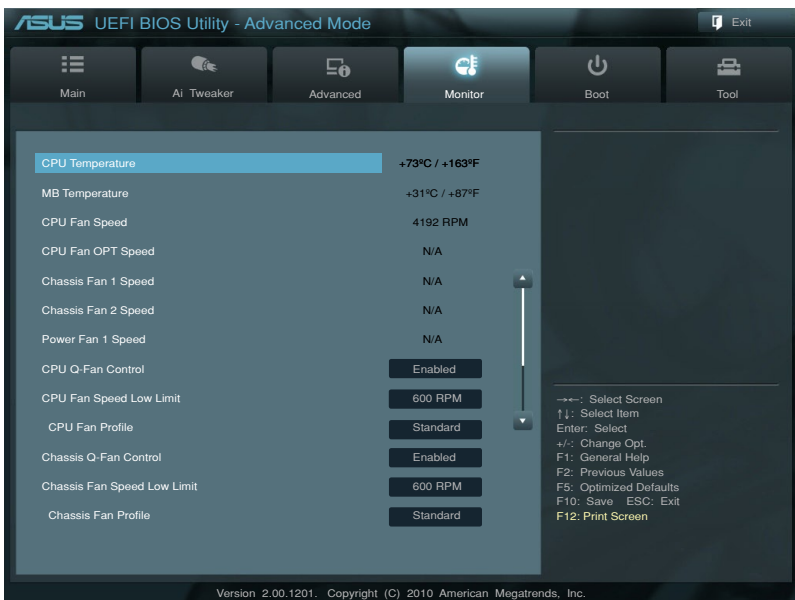 ASUS UEFI BIOS Utility - Advanced Mode
Exit
Main
Ai Tweaker
Advanced
Monitor
Boot
Tool
CPU Temperature +73ºC / +163ºF
MB Temperature +31ºC / +87ºF
CPU Fan Speed 4192 RPM
CPU Fan OPT Speed N/A
Chassis Fan 1 Speed N/A
Chassis Fan 2 Speed N/A
Power Fan 1 Speed N/A
CPU Q-Fan Control Enabled
CPU Fan Speed Low Limit 600 RPM
CPU Fan Profile Standard
Chassis Q-Fan Control Enabled
Chassis Fan Speed Low Limit 600 RPM
Chassis Fan Profile Standard
→←: Select Screen
↑↓: Select Item
Enter: Select
+/-: Change Opt.
F1: General Help
F2: Previous Values
F5: Optimized Defaults
F10: Save ESC: Exit
F12: Print Screen
Version 2.00.1201. Copyright (C) 2010 American Megatrends, Inc.